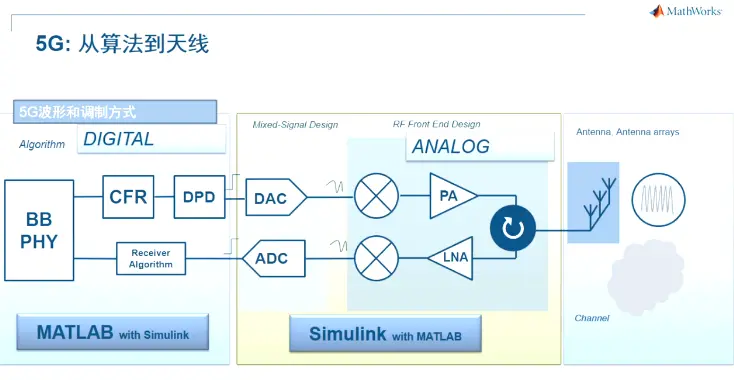 MathWorks
5G: 从算法到天线
5G波形和调制方式
Algorithm
DIGITAL
Mixed-Signal Design
RF Front End Design
ANALOG
Antenna, Antenna arrays
BB
PHY
CFR
DPD
DAC
PA
Receiver
Algorithm
ADC
LNA
Channel
MATLAB with Simulink
Simulink with MATLAB